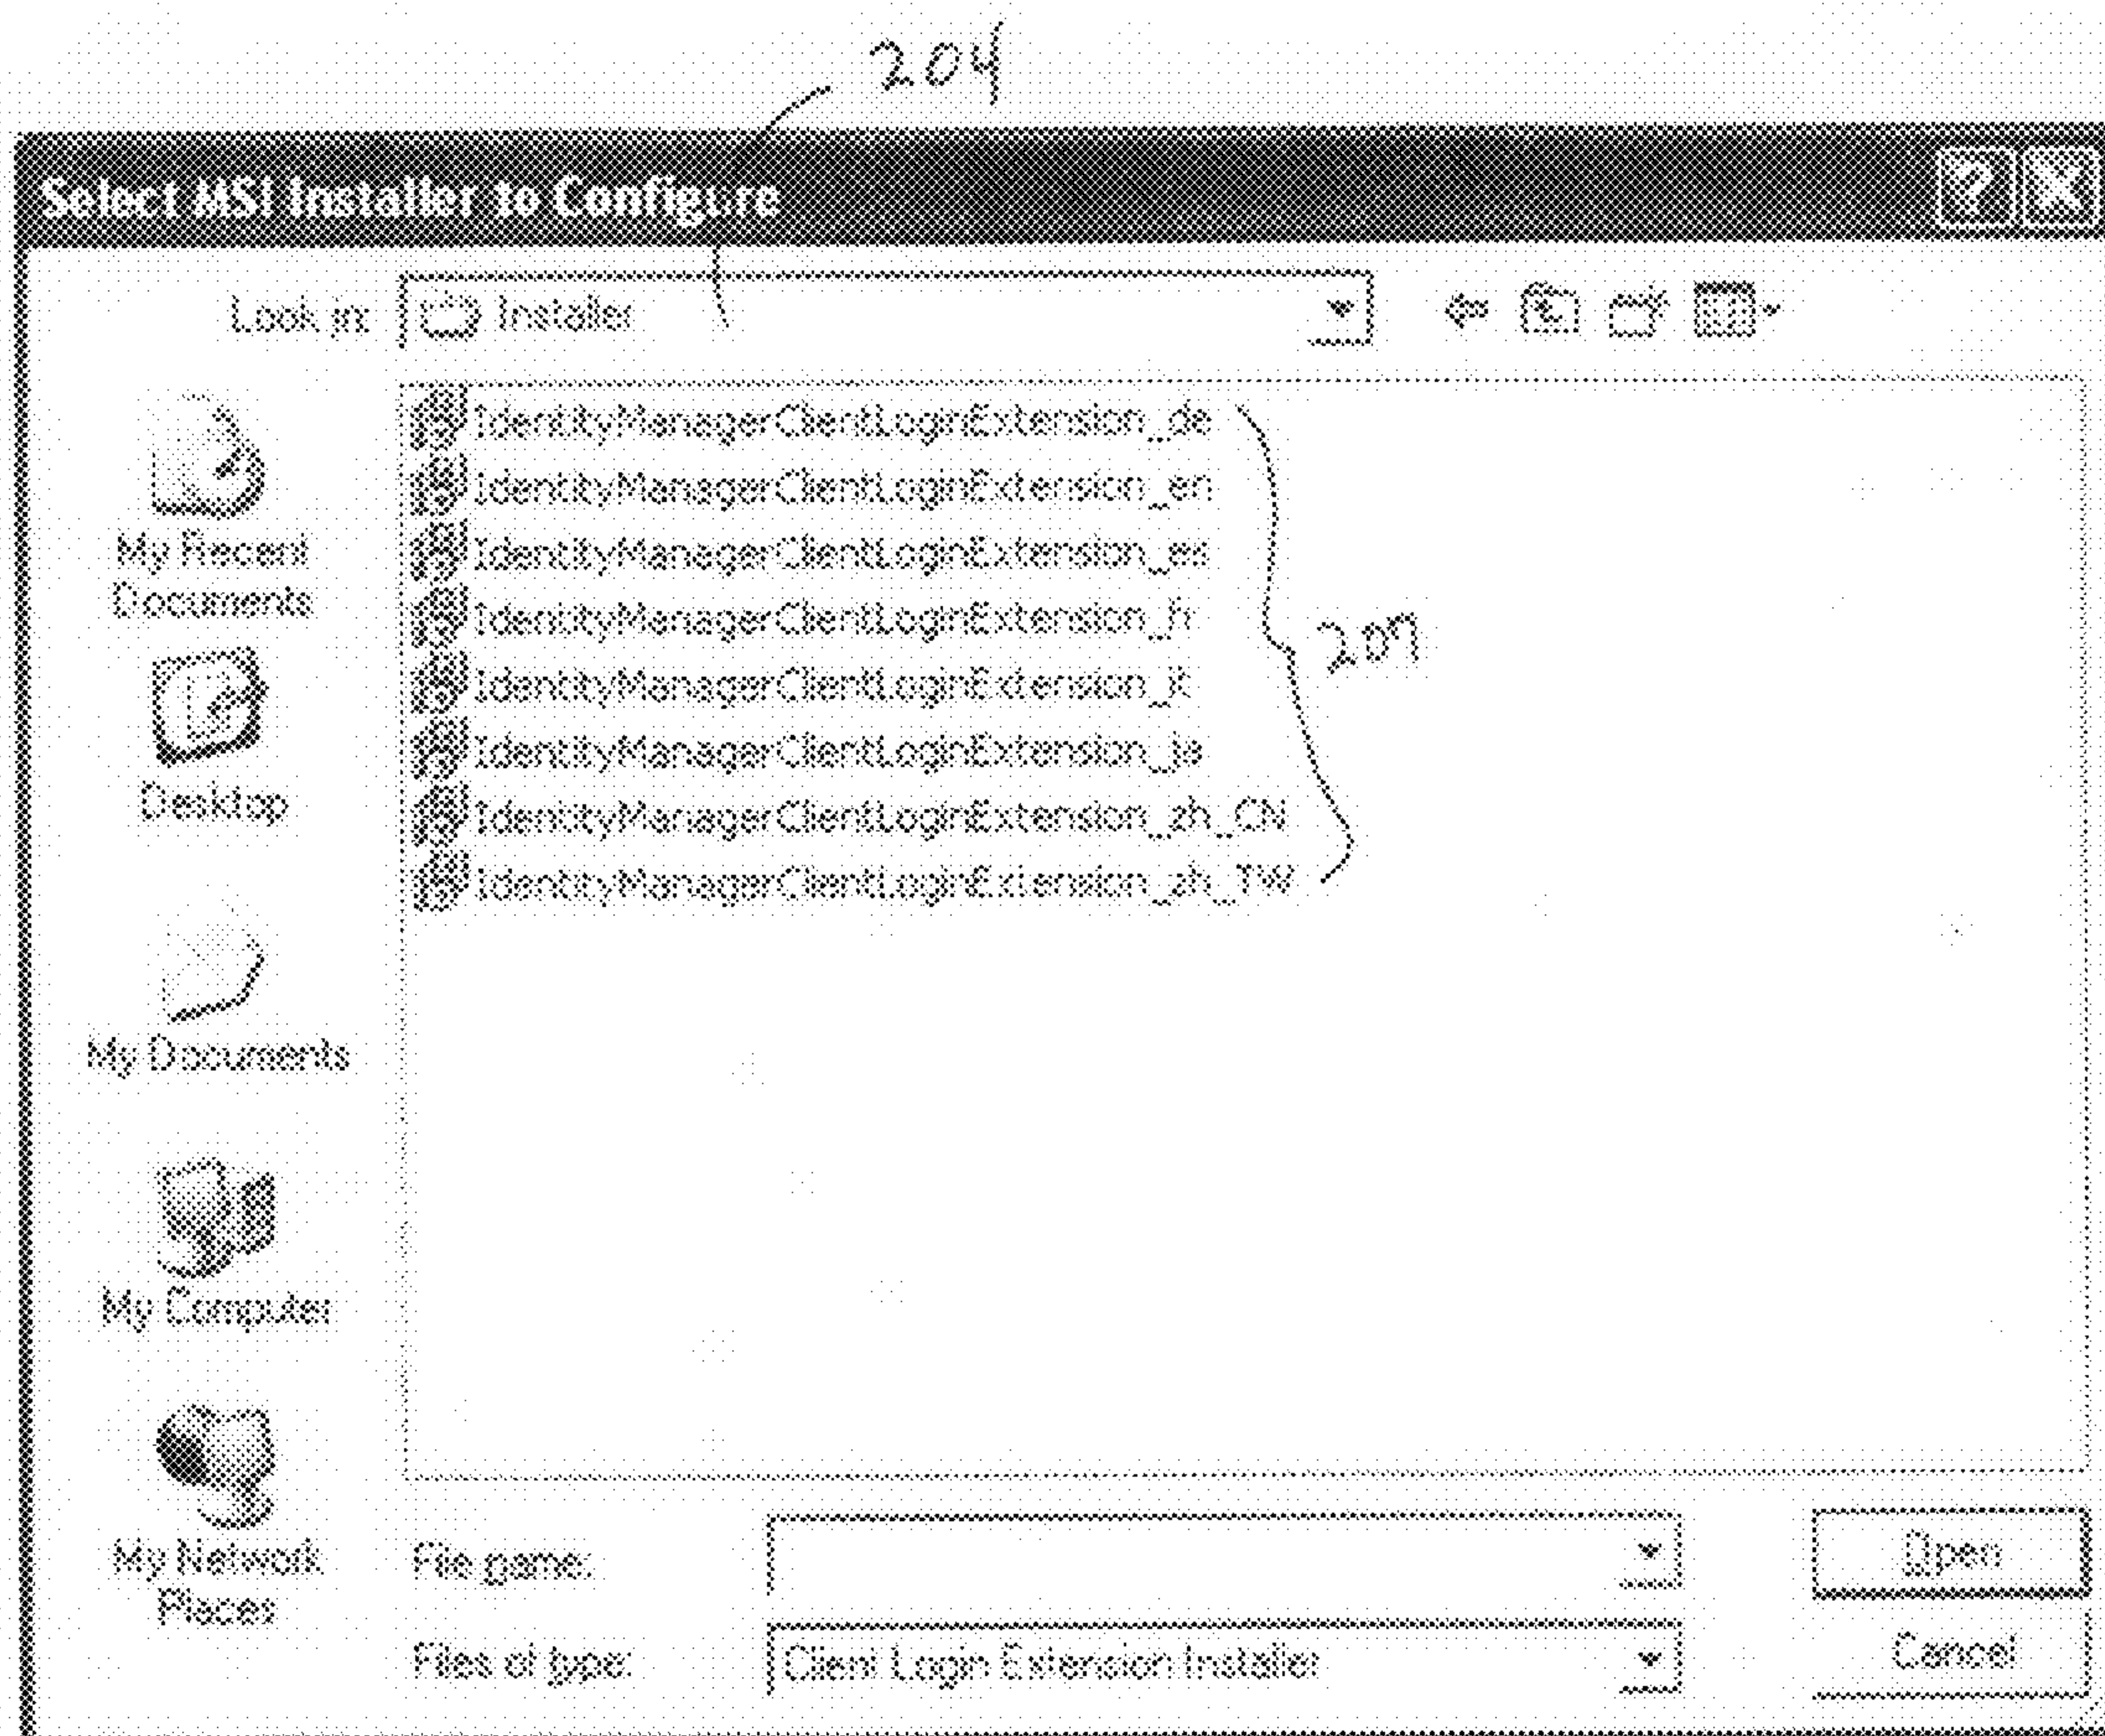 204
Select MSI Installer to Configure
Look in: Installer
IdentityManagerClientLoginExtension_de
IdentityManagerClientLoginExtension_en
IdentityManagerClientLoginExtension_es
IdentityManagerClientLoginExtension_fr
IdentityManagerClientLoginExtension_it
IdentityManagerClientLoginExtension_ja
IdentityManagerClientLoginExtension_zh_CN
IdentityManagerClientLoginExtension_zh_TW
207
My Recent
Documents
Desktop
My Documents
My Computer
My Network
Places
File name:
Open
Files of type: Client Login Extension Installer
Cancel